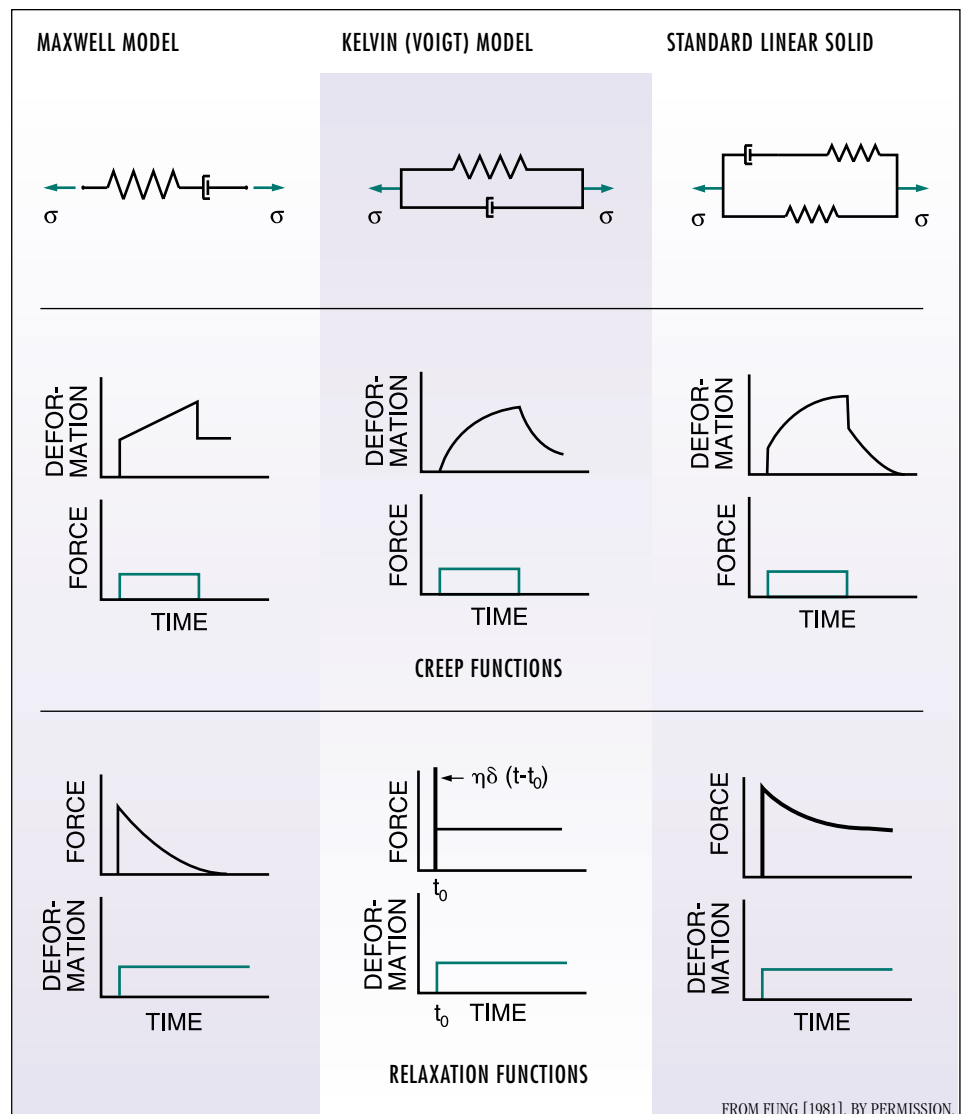 MAXWELL MODEL
KELVIN (VOIGT) MODEL
STANDARD LINEAR SOLID
σ
σ
σ
σ
σ
σ
DEFOR-
MATION
FORCE
TIME
DEFOR-
MATION
FORCE
TIME
DEFOR-
MATION
FORCE
TIME
CREEP FUNCTIONS
FORCE
DEFOR-
MATION
TIME
ηδ (t-t₀)
FORCE
t₀
DEFOR-
MATION
t₀ TIME
FORCE
DEFOR-
MATION
TIME
RELAXATION FUNCTIONS
FROM FUNG [1981], BY PERMISSION.